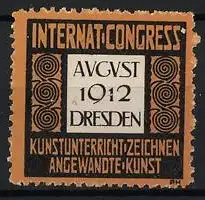 INTERNAT·CONGRESS
AVGVST
1912
DRESDEN
KUNSTUNTERRICHT·ZEICHNEN
ANGEWANDTE·KUNST